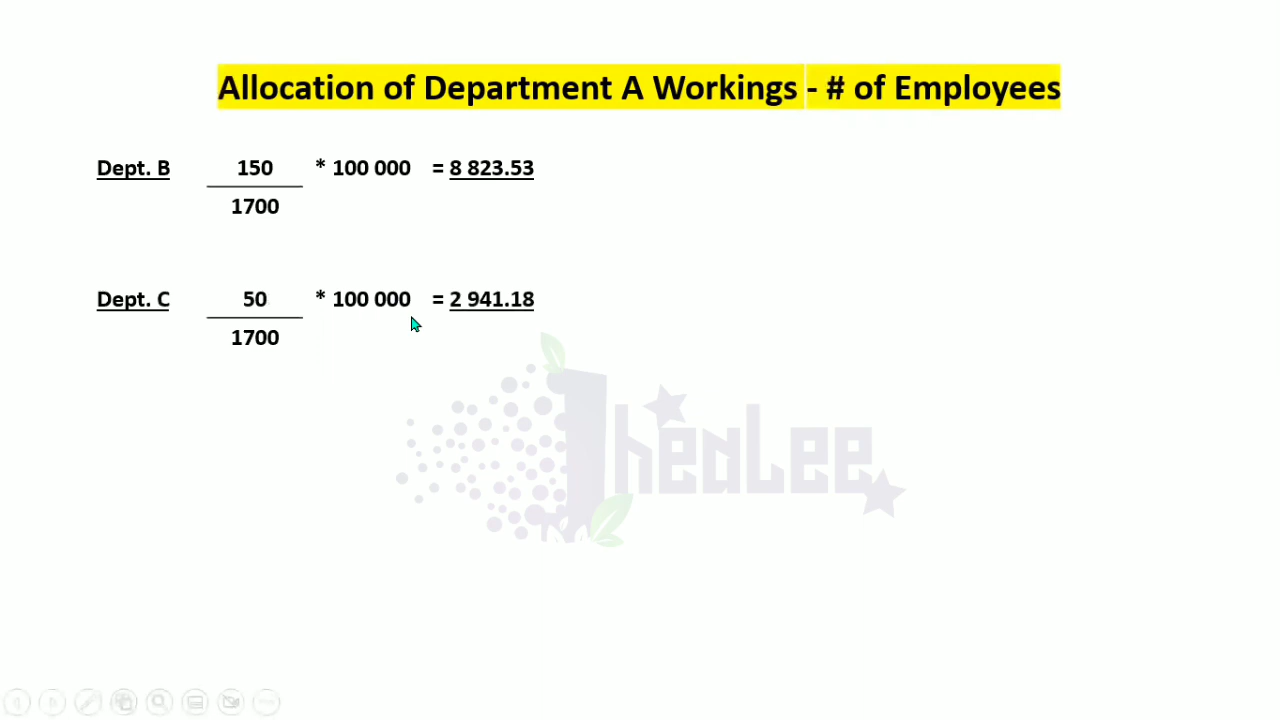 Allocation of Department A Workings - # of Employees
Dept. B 150 * 100 000 = 8 823.53
1700
Dept. C 50 * 100 000 = 2 941.18
1700
TheaLee